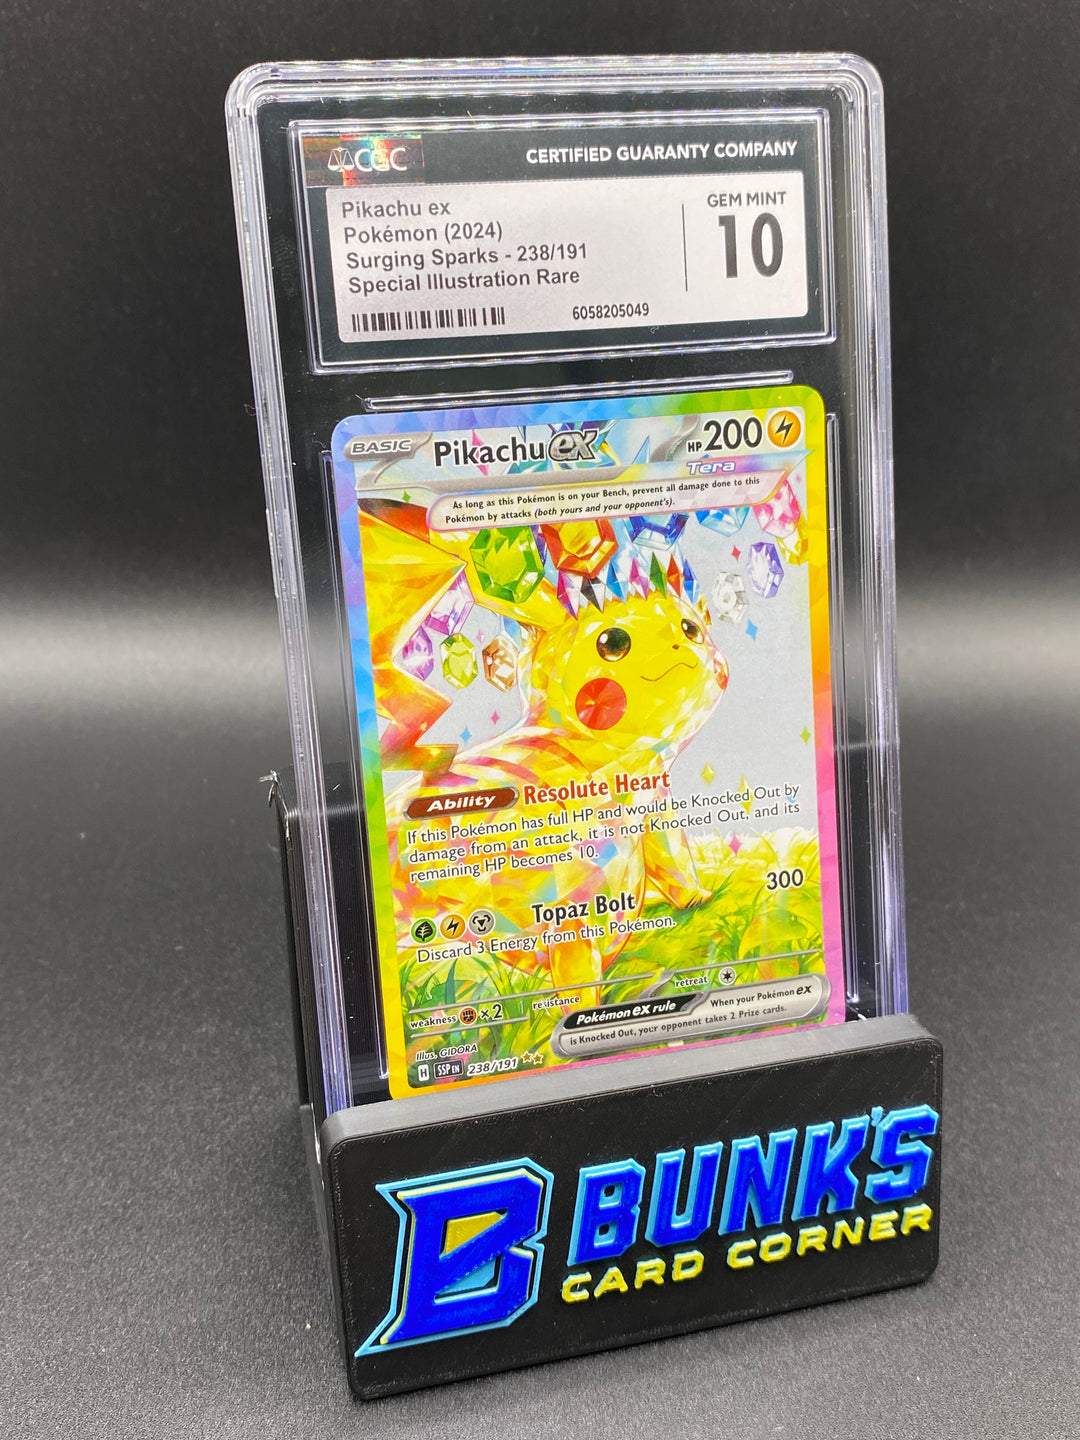 CGC
CERTIFIED GUARANTY COMPANY
Pikachu ex
Pokémon (2024)
Surging Sparks - 238/191
Special Illustration Rare
6058205049
GEM MINT
10
BASIC
Pikachu ex
HP 200
Tera
As long as this Pokémon is on your Bench, prevent all damage done to this
Pokémon by attacks (both yours and your opponent's).
Ability Resolute Heart
If this Pokémon has full HP and would be Knocked Out by
damage from an attack, it is not Knocked Out, and its
remaining HP becomes 10.
Topaz Bolt 300
Discard 3 Energy from this Pokémon.
weakness ×2 resistance retreat
Pokémon ex rule When your Pokémon ex
is Knocked Out, your opponent takes 2 Prize cards.
Illus. GIDORA
H SSP EN 238/191
B BUNK'S
CARD CORNER